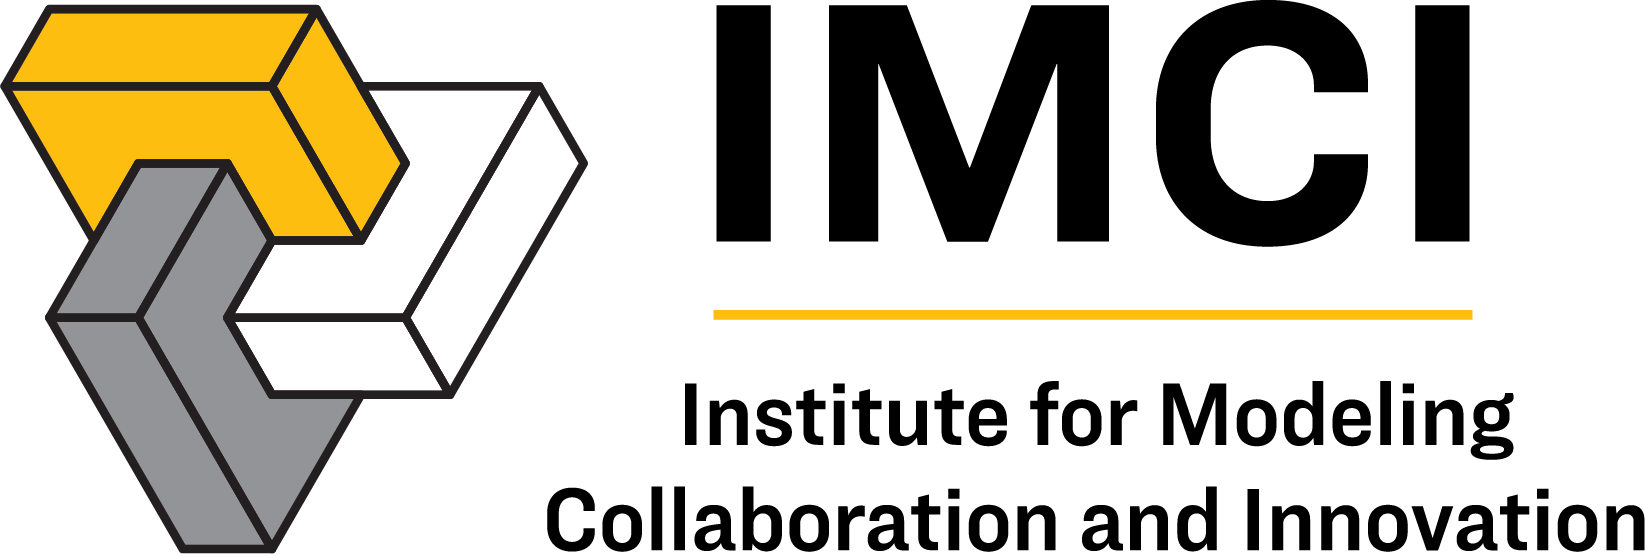 IMCI
Institute for Modeling
Collaboration and Innovation